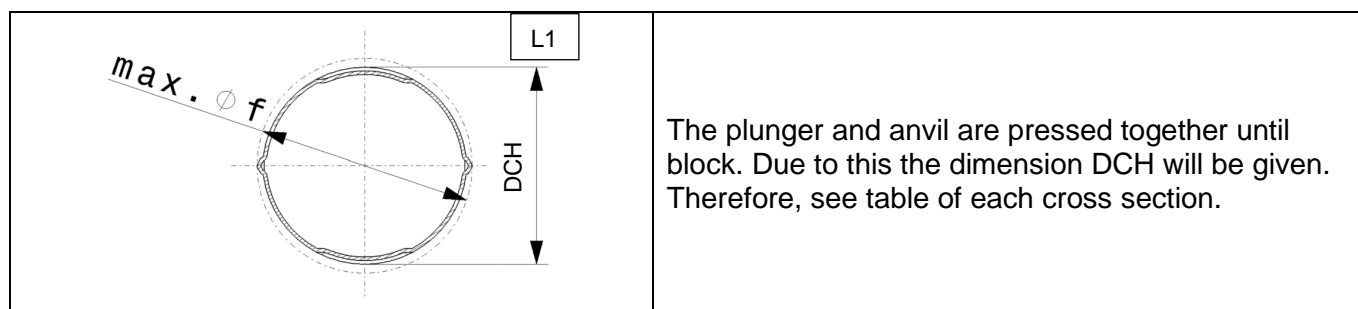 L1
max. ∅ f
DCH
The plunger and anvil are pressed together until
block. Due to this the dimension DCH will be given.
Therefore, see table of each cross section.